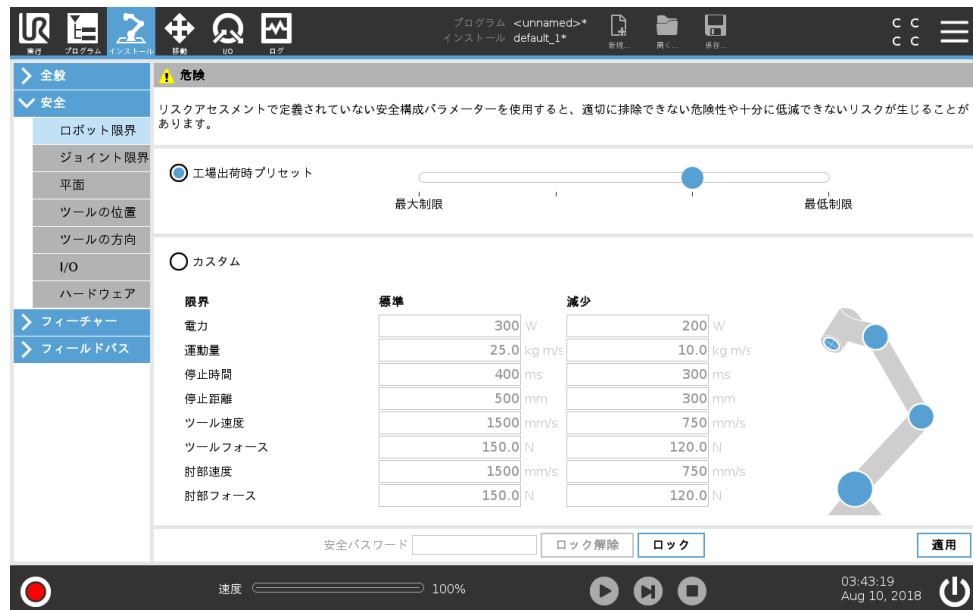 UR
プログラム <unnamed>*
インストール default_1*
実行 プログラム インストール 移動 I/O ログ 新規... 開く... 保存...
C C
C C
全般
安全
ロボット限界
ジョイント限界
平面
ツールの位置
ツールの方向
I/O
ハードウェア
フィーチャー
フィールドバス
危険
リスクアセスメントで定義されていない安全構成パラメーターを使用すると、適切に排除できない危険性や十分に低減できないリスクが生じることが
あります。
工場出荷時プリセット
最大制限 最低制限
カスタム
限界 標準 減少
電力 300 W 200 W
運動量 25.0 kg m/s 10.0 kg m/s
停止時間 400 ms 300 ms
停止距離 500 mm 300 mm
ツール速度 1500 mm/s 750 mm/s
ツールフォース 150.0 N 120.0 N
肘部速度 1500 mm/s 750 mm/s
肘部フォース 150.0 N 120.0 N
安全パスワード ロック解除 ロック 適用
速度 100%
03:43:19
Aug 10, 2018